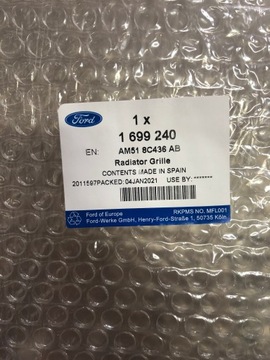 Ford
1 x
1 699 240
EN: AM51 8C436 AB
Radiator Grille
CONTENTS MADE IN SPAIN
2011597PACKED: 04JAN2021 USE BY: *******
Ford of Europe RKPMS NO. MFL001
Ford-Werke GmbH, Henry-Ford-Straße 1, 50735 Köln